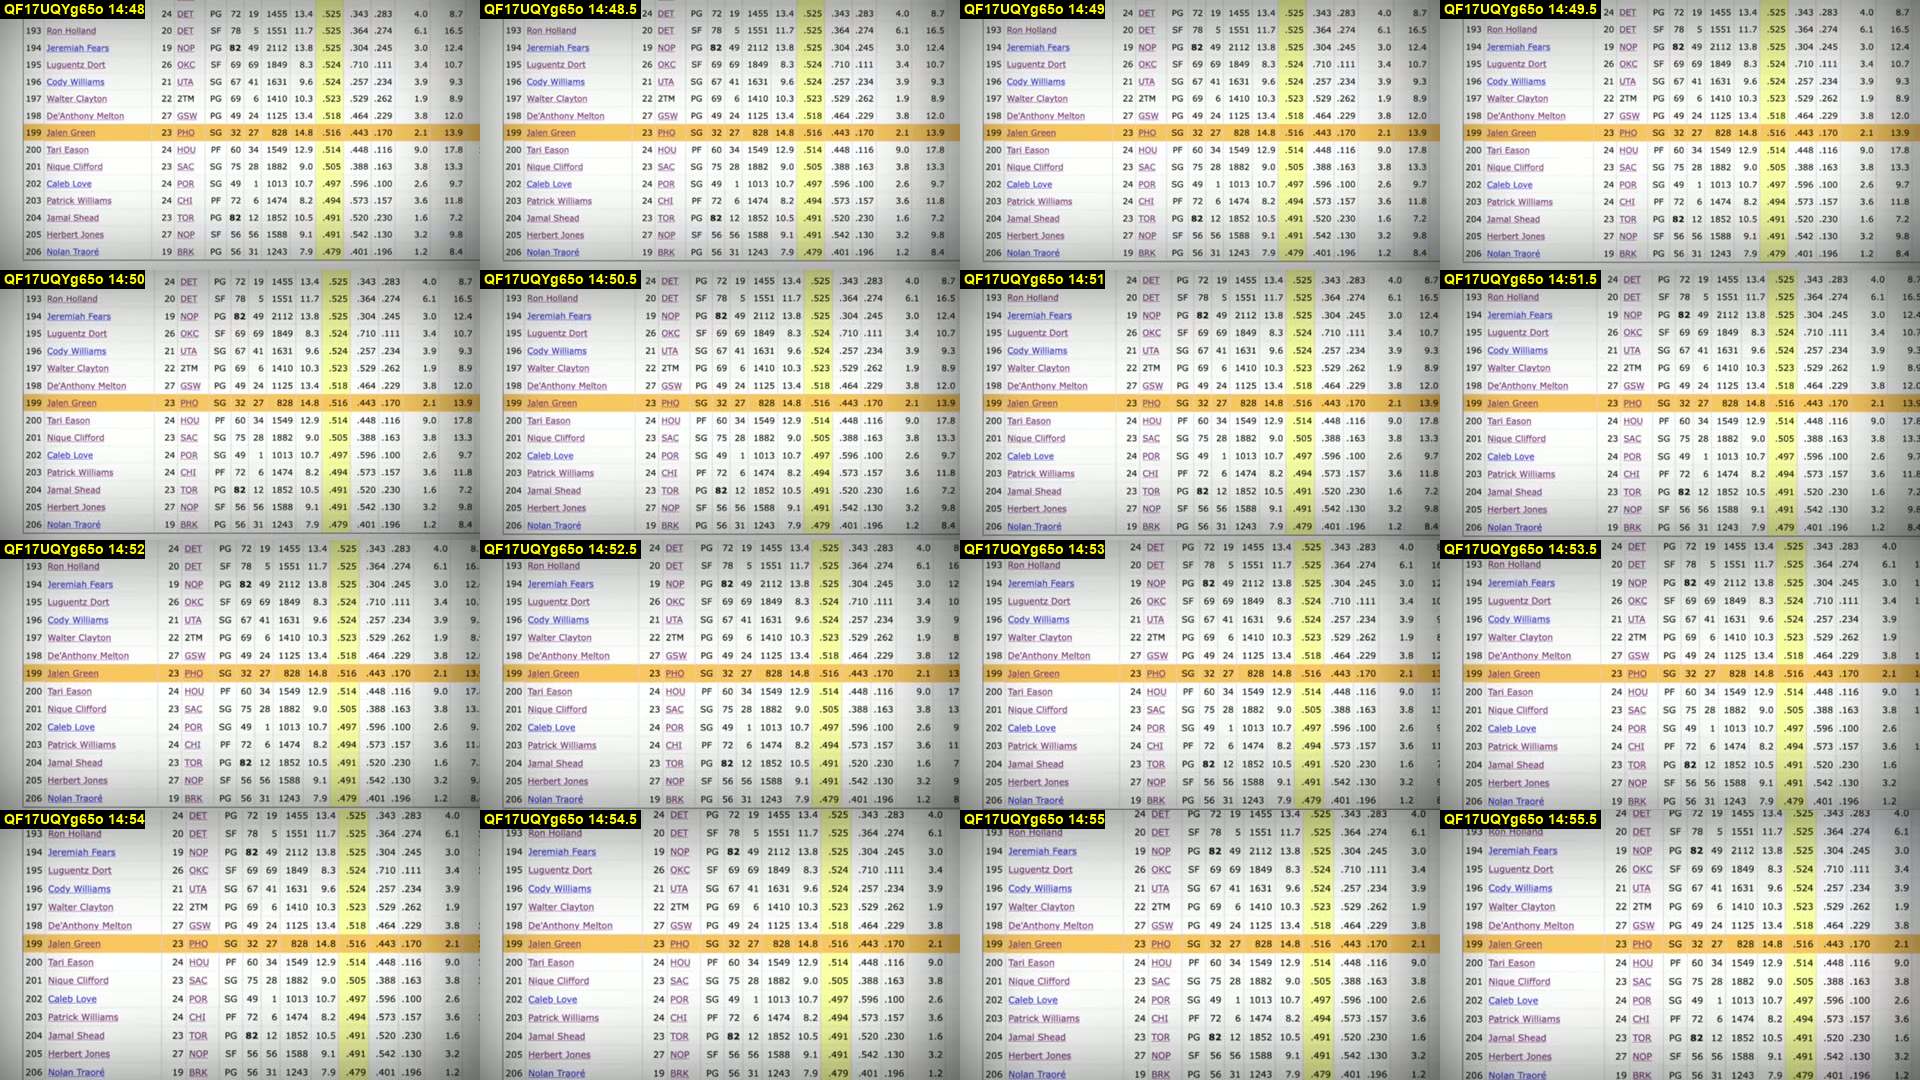 QF17UQYg65o 14:48
24 DET PG 72 19 1455 13.4 .525 .343 .283 4.0 8.7
193 Ron Holland 20 DET SF 78 5 1551 11.7 .525 .364 .274 6.1 16.5
194 Jeremiah Fears 19 NOP PG 82 49 2112 13.8 .525 .304 .245 3.0 12.4
195 Luguentz Dort 26 OKC SF 69 69 1849 8.3 .524 .710 .111 3.4 10.7
196 Cody Williams 21 UTA SG 67 41 1631 9.6 .524 .257 .234 3.9 9.3
197 Walter Clayton 22 2TM PG 69 6 1410 10.3 .523 .529 .262 1.9 8.9
198 De'Anthony Melton 27 GSW PG 49 24 1125 13.4 .518 .464 .229 3.8 12.0
199 Jalen Green 23 PHO SG 32 27 828 14.8 .516 .443 .170 2.1 13.9
200 Tari Eason 24 HOU PF 60 34 1549 12.9 .514 .448 .116 9.0 17.8
201 Nique Clifford 23 SAC SG 75 28 1882 9.0 .505 .388 .163 3.8 13.3
202 Caleb Love 24 POR SG 49 1 1013 10.7 .497 .596 .100 2.6 9.7
203 Patrick Williams 24 CHI PF 72 6 1474 8.2 .494 .573 .157 3.6 11.8
204 Jamal Shead 23 TOR PG 82 12 1852 10.5 .491 .520 .230 1.6 7.2
205 Herbert Jones 27 NOP SF 56 56 1588 9.1 .491 .542 .130 3.2 9.8
206 Nolan Traoré 19 BRK PG 56 31 1243 7.9 .479 .401 .196 1.2 8.4
QF17UQYg65o 14:48.5
QF17UQYg65o 14:49
QF17UQYg65o 14:49.5
QF17UQYg65o 14:50
QF17UQYg65o 14:50.5
QF17UQYg65o 14:51
QF17UQYg65o 14:51.5
QF17UQYg65o 14:52
QF17UQYg65o 14:52.5
QF17UQYg65o 14:53
QF17UQYg65o 14:53.5
QF17UQYg65o 14:54
QF17UQYg65o 14:54.5
QF17UQYg65o 14:55
QF17UQYg65o 14:55.5